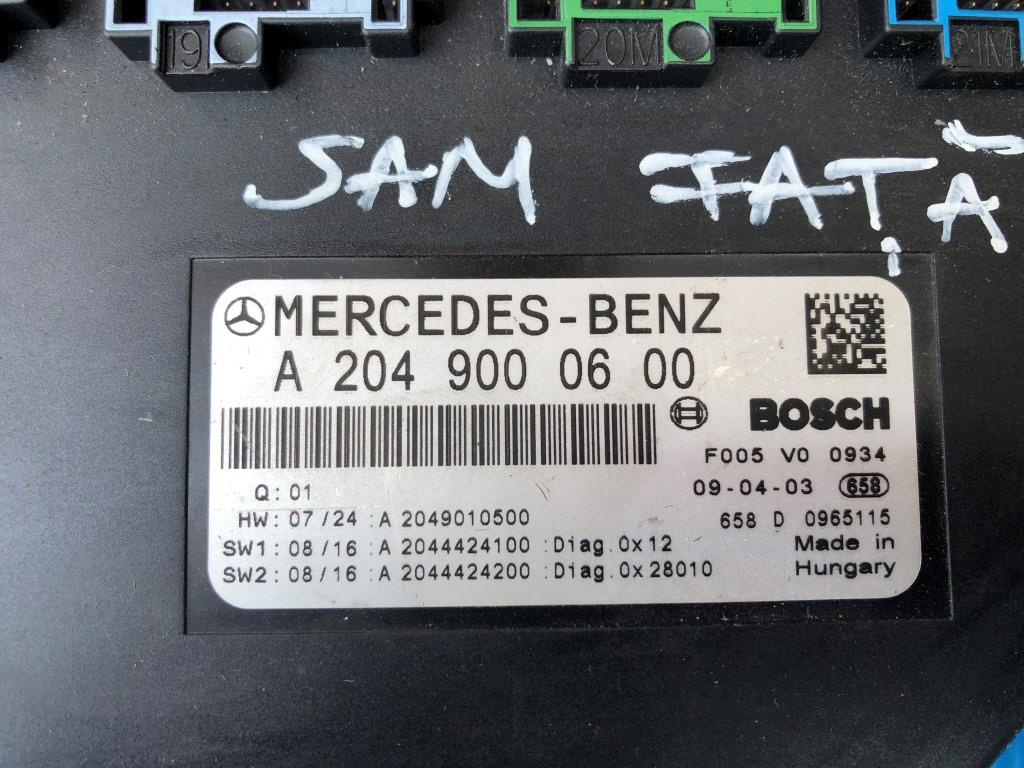 19 20M 21M
SAM FAȚĂ
MERCEDES-BENZ
A 204 900 06 00
BOSCH
F005 V0 0934
Q: 01
09-04-03 658
HW: 07/24 :A 2049010500
658 D 0965115
SW1: 08/16 :A 2044424100 :Diag.0x12
Made in
SW2: 08/16 :A 2044424200 :Diag.0x28010
Hungary